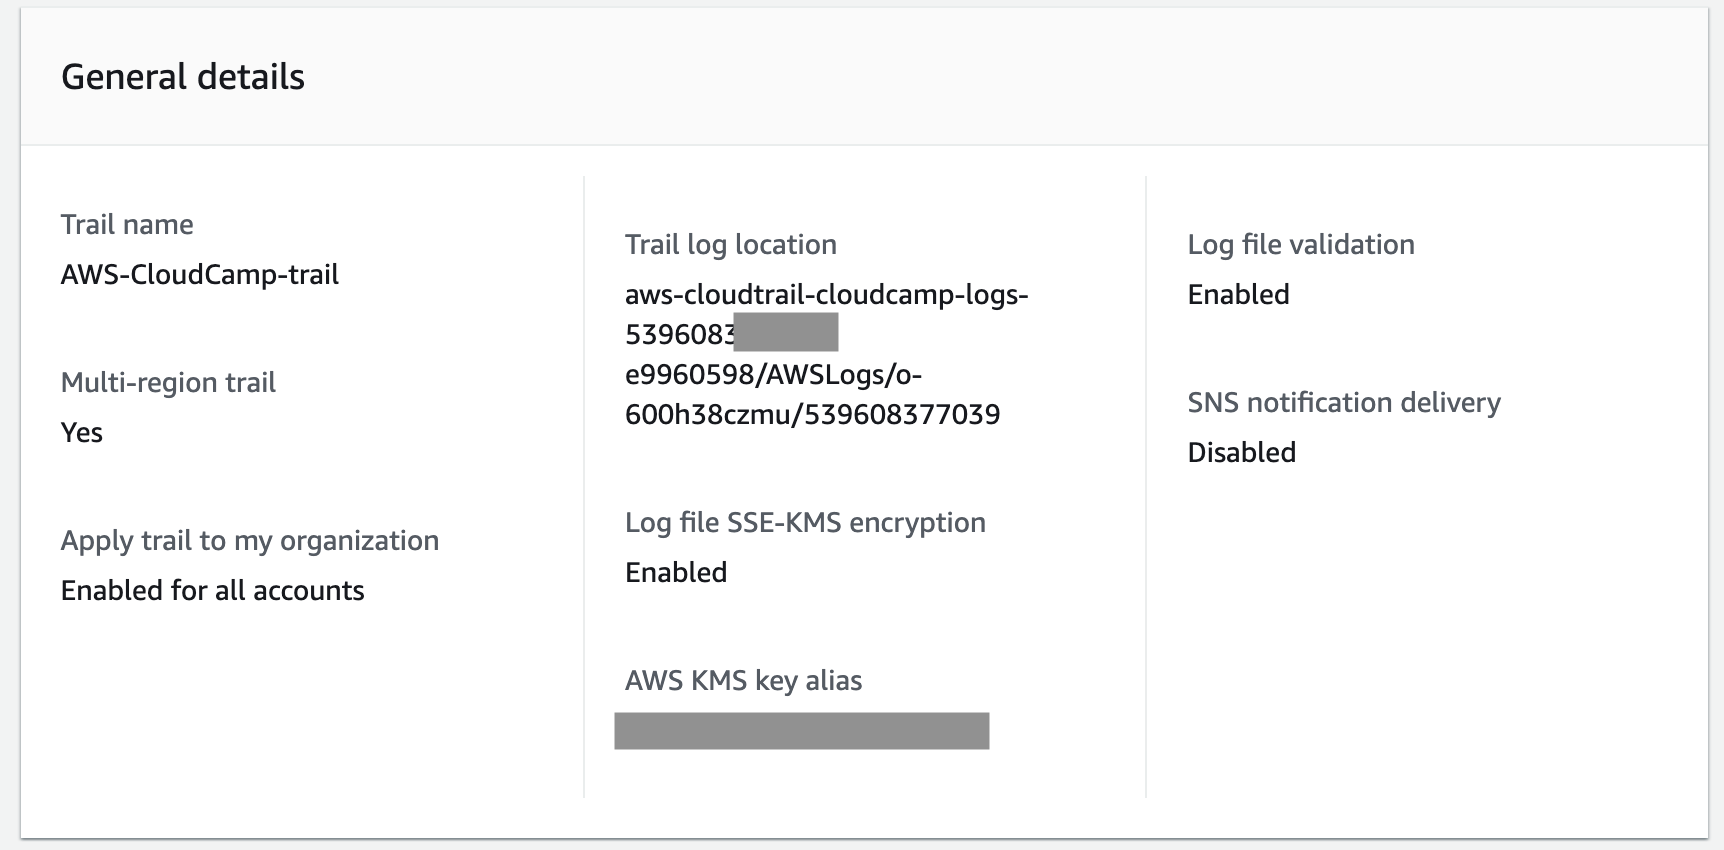 General details
Trail name
AWS-CloudCamp-trail
Multi-region trail
Yes
Apply trail to my organization
Enabled for all accounts
Trail log location
aws-cloudtrail-cloudcamp-logs-
5396083
e9960598/AWSLogs/o-
600h38czmu/539608377039
Log file SSE-KMS encryption
Enabled
AWS KMS key alias
Log file validation
Enabled
SNS notification delivery
Disabled